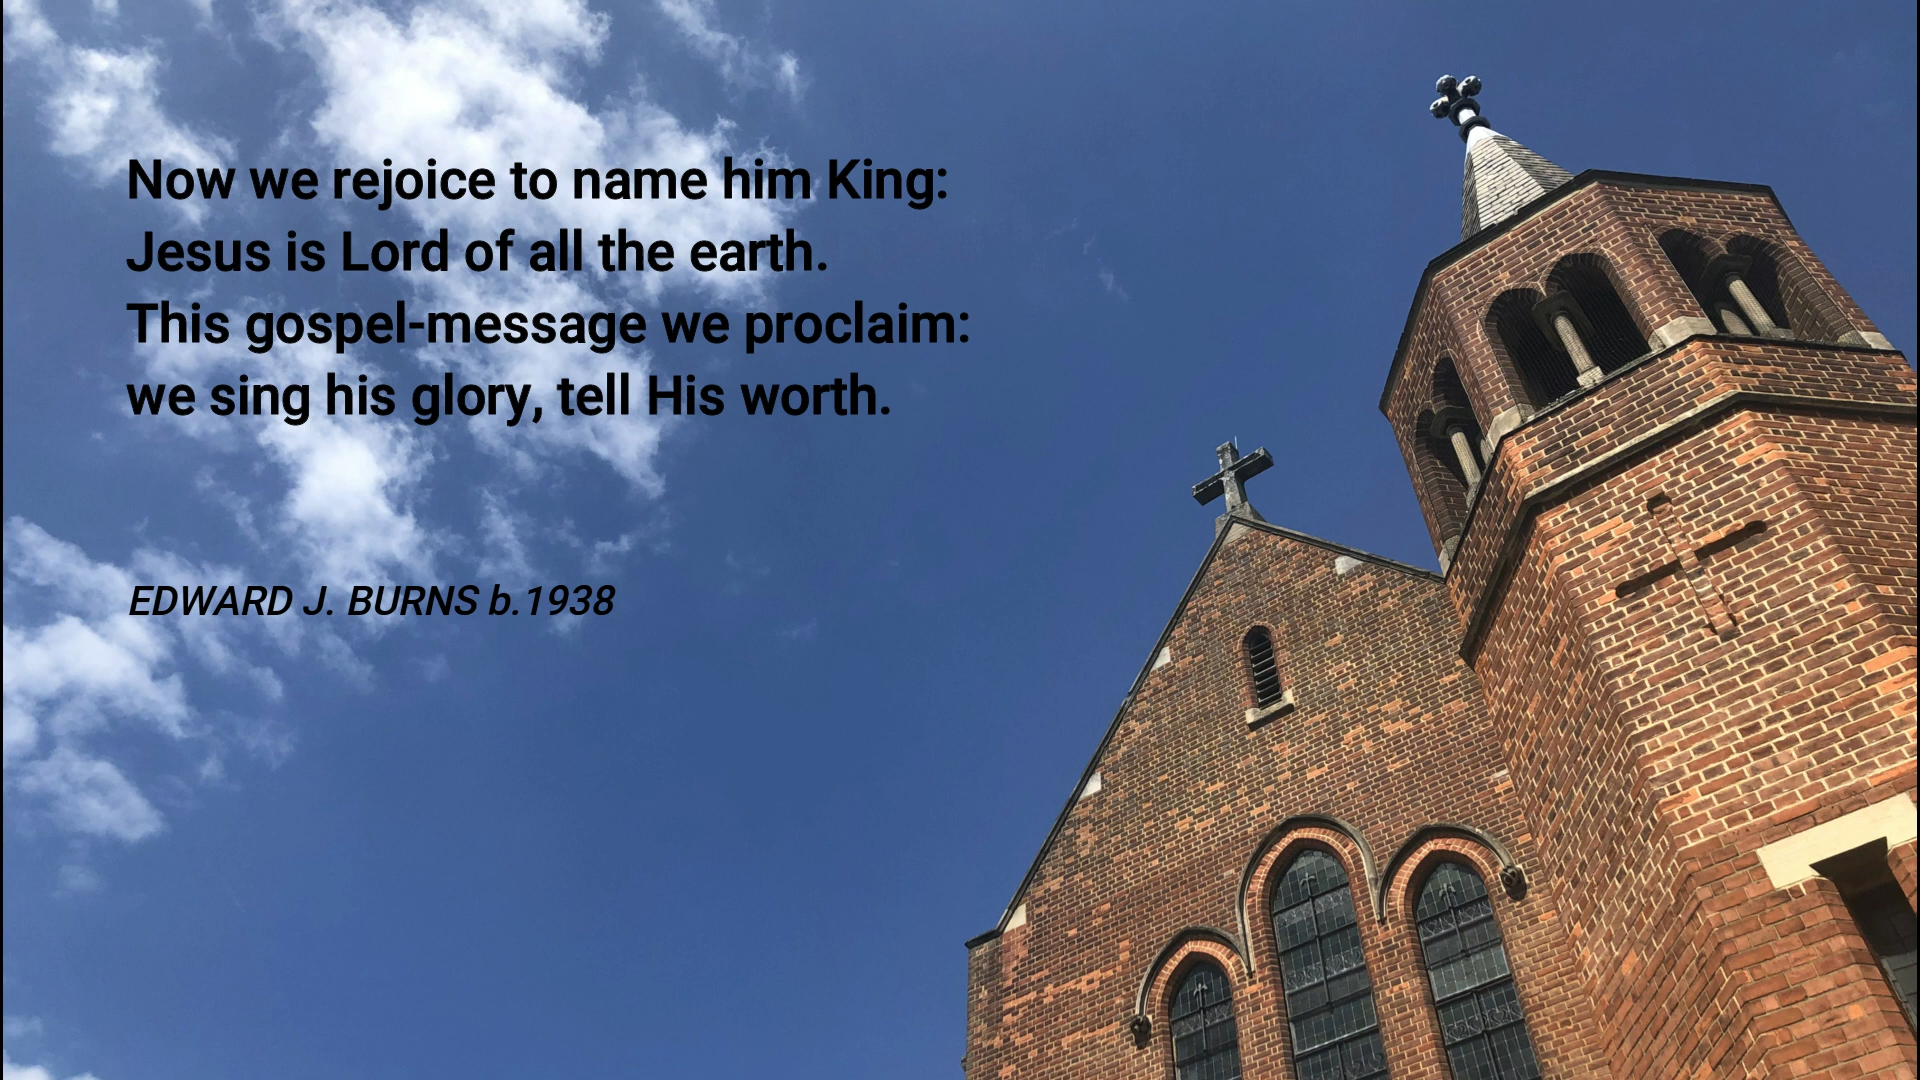 Now we rejoice to name him King:
Jesus is Lord of all the earth.
This gospel-message we proclaim:
we sing his glory, tell His worth.
EDWARD J. BURNS b.1938